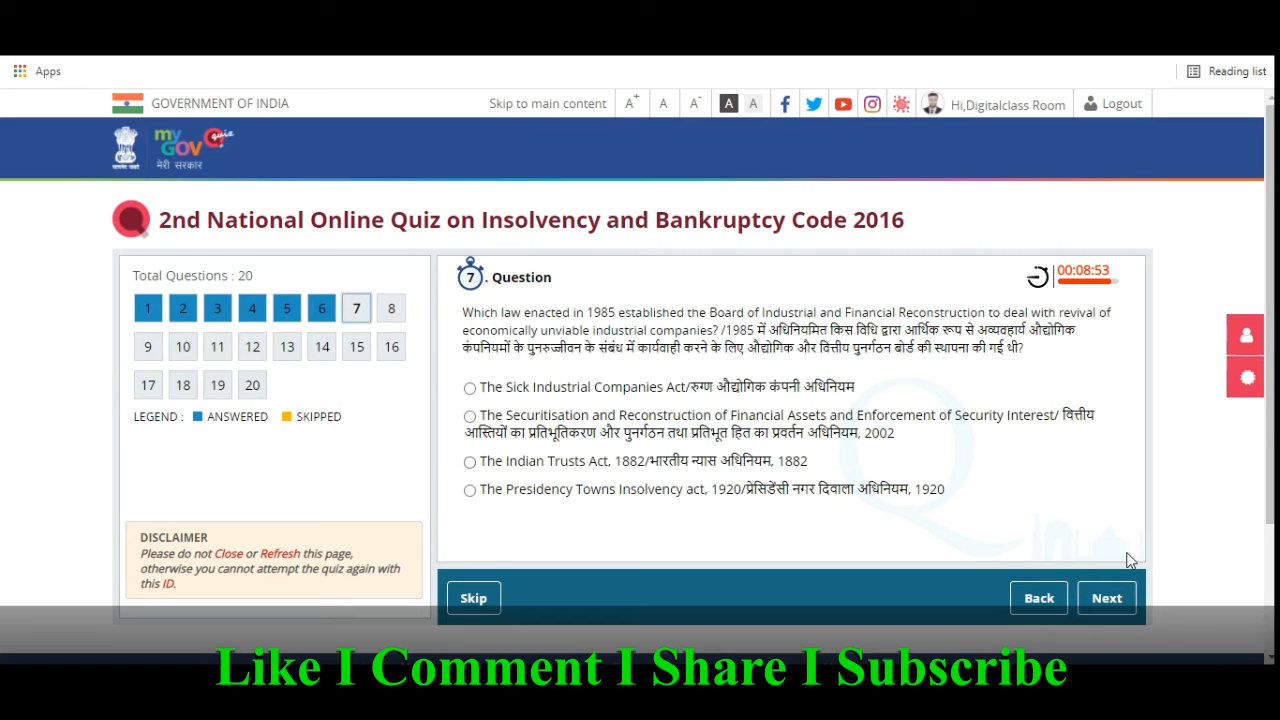 Apps
Reading list
GOVERNMENT OF INDIA
Skip to main content
A+
A
A-
A
A
Hi,Digitalclass Room
Logout
my
GOV
quiz
मेरी सरकार
2nd National Online Quiz on Insolvency and Bankruptcy Code 2016
Total Questions : 20
1 2 3 4 5 6 7 8
9 10 11 12 13 14 15 16
17 18 19 20
LEGEND : ANSWERED SKIPPED
DISCLAIMER
Please do not Close or Refresh this page,
otherwise you cannot attempt the quiz again with
this ID.
7 . Question
00:08:53
Which law enacted in 1985 established the Board of Industrial and Financial Reconstruction to deal with revival of
economically unviable industrial companies? /1985 में अधिनियमित किस विधि द्वारा आर्थिक रूप से अव्यवहार्य औद्योगिक
कंपनियमों के पुनरुज्जीवन के संबंध में कार्यवाही करने के लिए औद्योगिक और वित्तीय पुनर्गठन बोर्ड की स्थापना की गई थी?
The Sick Industrial Companies Act/रुग्ण औद्योगिक कंपनी अधिनियम
The Securitisation and Reconstruction of Financial Assets and Enforcement of Security Interest/ वित्तीय
आस्तियों का प्रतिभूतिकरण और पुनर्गठन तथा प्रतिभूत हित का प्रवर्तन अधिनियम, 2002
The Indian Trusts Act, 1882/भारतीय न्यास अधिनियम, 1882
The Presidency Towns Insolvency act, 1920/प्रेसिडेंसी नगर दिवाला अधिनियम, 1920
Skip
Back
Next
Like I Comment I Share I Subscribe